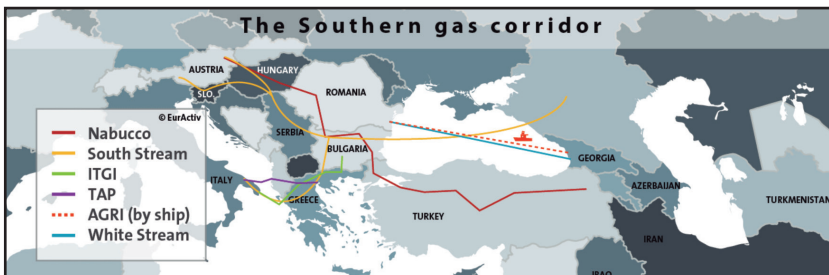 The Southern gas corridor
AUSTRIA
HUNGARY
SLO.
ROMANIA
© EurActiv
Nabucco
South Stream
ITGI
TAP
AGRI (by ship)
White Stream
SERBIA
BULGARIA
ITALY
GREECE
TURKEY
GEORGIA
AZERBAIJAN
TURKMENISTAN
IRAN
IRAQ